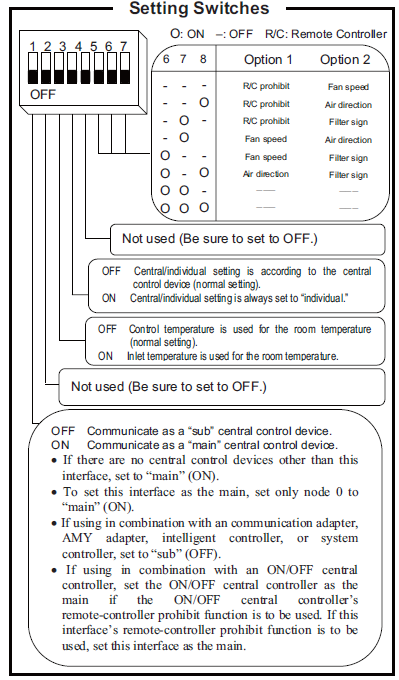 Setting Switches
O: ON –: OFF R/C: Remote Controller
1 2 3 4 5 6 7
OFF
6 7 8 Option 1 Option 2
- - - R/C prohibit Fan speed
- - O R/C prohibit Air direction
- O - R/C prohibit Filter sign
- O Fan speed Air direction
O - - Fan speed Filter sign
O - O Air direction Filter sign
O O - —— ——
O O O —— ——
Not used (Be sure to set to OFF.)
OFF Central/individual setting is according to the central
control device (normal setting).
ON Central/individual setting is always set to “individual.”
OFF Control temperature is used for the room temperature
(normal setting).
ON Inlet temperature is used for the room temperature.
Not used (Be sure to set to OFF.)
OFF Communicate as a “sub” central control device.
ON Communicate as a “main” central control device.
• If there are no central control devices other than this
interface, set to “main” (ON).
• To set this interface as the main, set only node 0 to
“main” (ON).
• If using in combination with an communication adapter,
AMY adapter, intelligent controller, or system
controller, set to “sub” (OFF).
• If using in combination with an ON/OFF central
controller, set the ON/OFF central controller as the
main if the ON/OFF central controller’s
remote-controller prohibit function is to be used. If this
interface’s remote-controller prohibit function is to be
used, set this interface as the main.